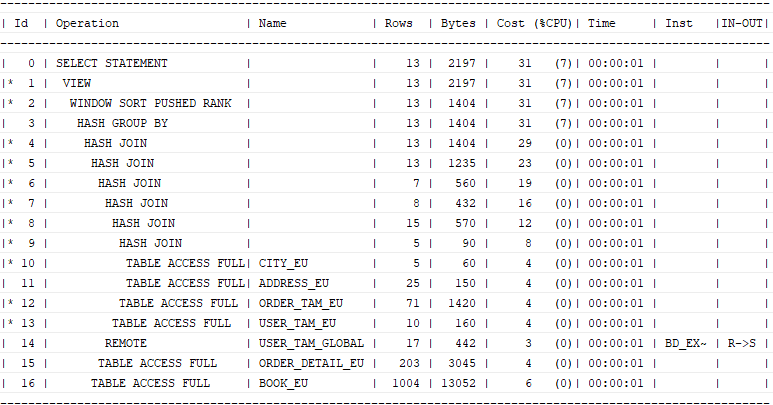 --------------------------------------------------------------------------------------------------------------
| Id  | Operation                      | Name            | Rows  | Bytes | Cost (%CPU)| Time     | Inst   |IN-OUT|
--------------------------------------------------------------------------------------------------------------
|   0 | SELECT STATEMENT               |                 |    13 |  2197 |    31   (7)| 00:00:01 |        |      |
|*  1 |  VIEW                          |                 |    13 |  2197 |    31   (7)| 00:00:01 |        |      |
|*  2 |   WINDOW SORT PUSHED RANK      |                 |    13 |  1404 |    31   (7)| 00:00:01 |        |      |
|   3 |    HASH GROUP BY               |                 |    13 |  1404 |    31   (7)| 00:00:01 |        |      |
|*  4 |     HASH JOIN                  |                 |    13 |  1404 |    29   (0)| 00:00:01 |        |      |
|*  5 |      HASH JOIN                 |                 |    13 |  1235 |    23   (0)| 00:00:01 |        |      |
|*  6 |       HASH JOIN                |                 |     7 |   560 |    19   (0)| 00:00:01 |        |      |
|*  7 |        HASH JOIN               |                 |     8 |   432 |    16   (0)| 00:00:01 |        |      |
|*  8 |         HASH JOIN              |                 |    15 |   570 |    12   (0)| 00:00:01 |        |      |
|*  9 |          HASH JOIN             |                 |     5 |    90 |     8   (0)| 00:00:01 |        |      |
|* 10 |           TABLE ACCESS FULL| CITY_EU         |     5 |    60 |     4   (0)| 00:00:01 |        |      |
|  11 |           TABLE ACCESS FULL| ADDRESS_EU      |    25 |   150 |     4   (0)| 00:00:01 |        |      |
|* 12 |          TABLE ACCESS FULL | ORDER_TAM_EU    |    71 |  1420 |     4   (0)| 00:00:01 |        |      |
|* 13 |         TABLE ACCESS FULL  | USER_TAM_EU     |    10 |   160 |     4   (0)| 00:00:01 |        |      |
|  14 |        REMOTE              | USER_TAM_GLOBAL |    17 |   442 |     3   (0)| 00:00:01 | BD_EX~ | R->S |
|  15 |       TABLE ACCESS FULL    | ORDER_DETAIL_EU |   203 |  3045 |     4   (0)| 00:00:01 |        |      |
|  16 |      TABLE ACCESS FULL     | BOOK_EU         |  1004 | 13052 |     6   (0)| 00:00:01 |        |      |
--------------------------------------------------------------------------------------------------------------